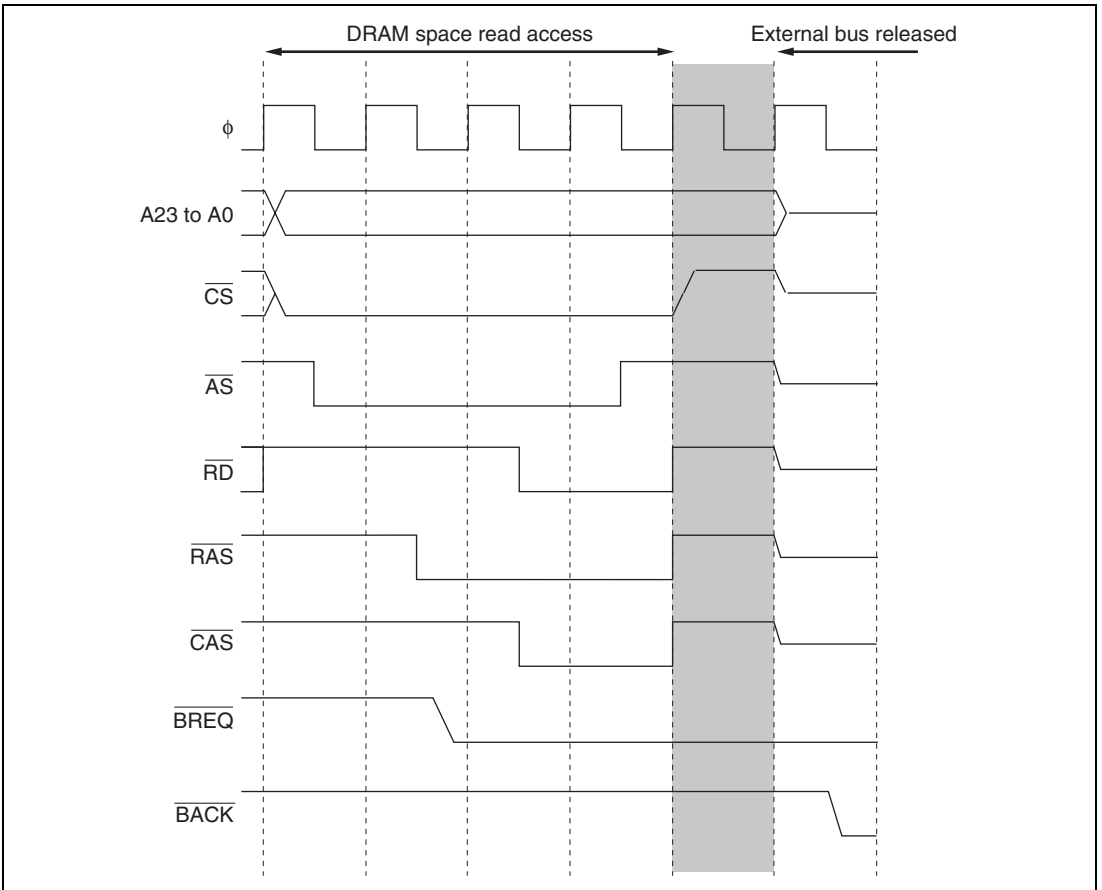 DRAM space read access
External bus released
ϕ
A23 to A0
CS
AS
RD
RAS
CAS
BREQ
BACK